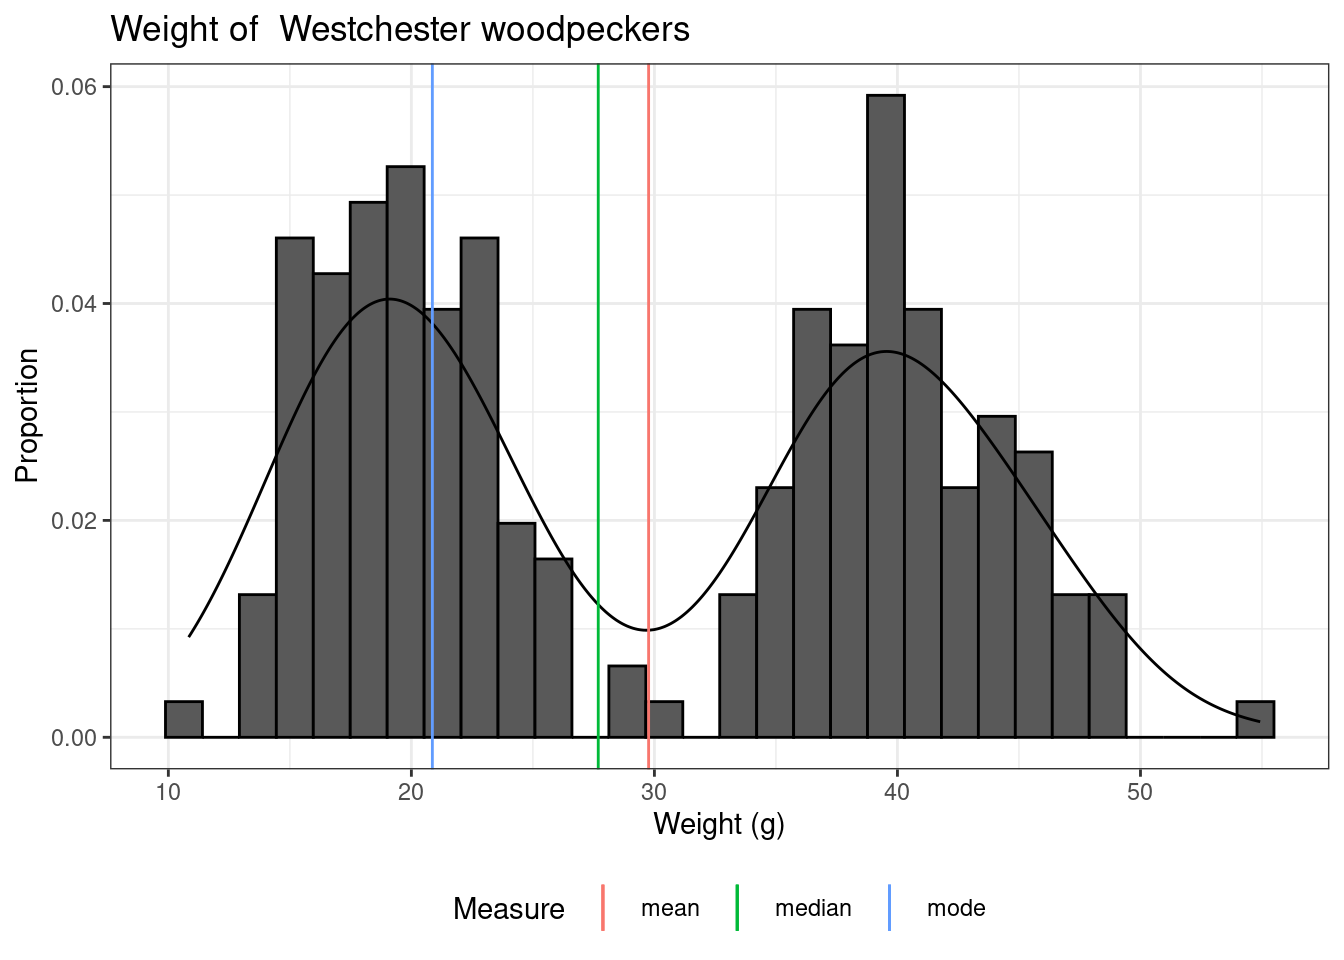 Weight of  Westchester woodpeckers
0.06
0.04
0.02
0.00
Proportion
10 20 30 40 50
Weight (g)
Measure mean median mode